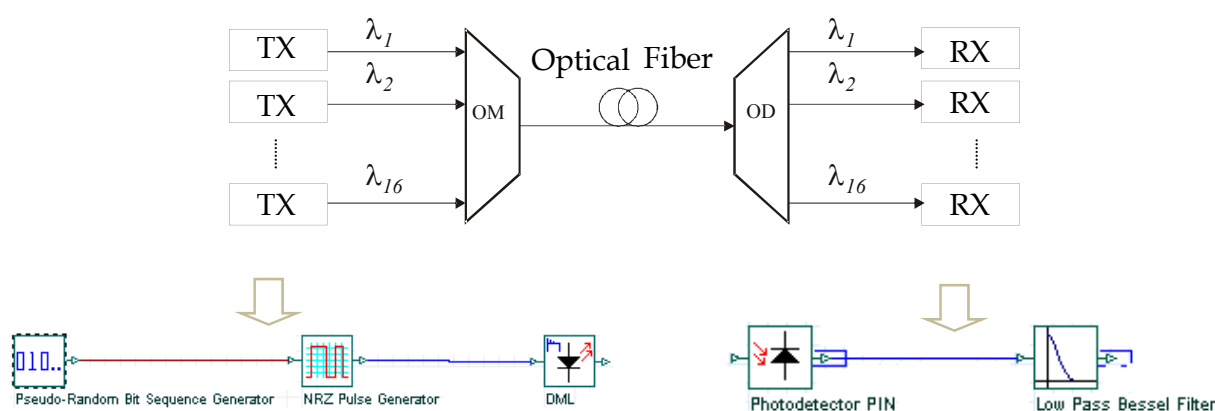 TX λ1 λ1 RX
Optical Fiber
TX λ2 λ2 RX
OM OD
TX λ16 λ16 RX
010..
Pseudo-Random Bit Sequence Generator NRZ Pulse Generator DML Photodetector PIN Low Pass Bessel Filter